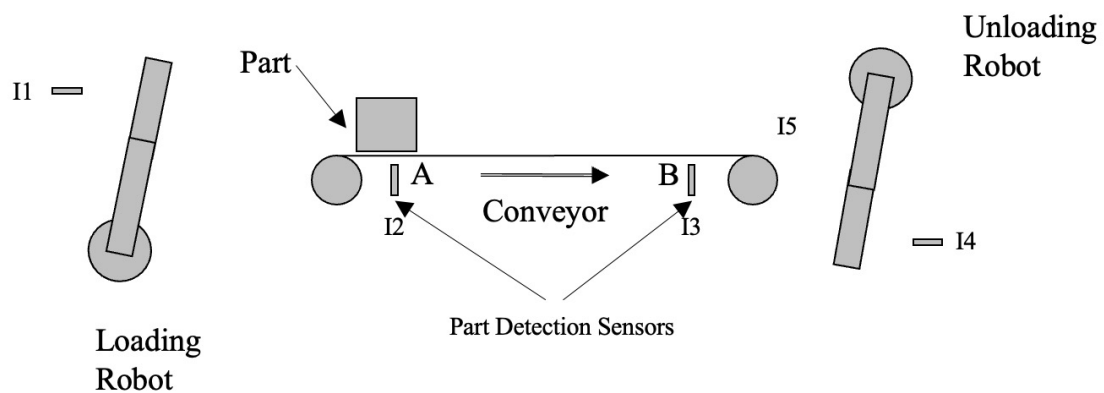 Unloading
Robot
Part
I1
I5
A
B
Conveyor
I2
I3
I4
Part Detection Sensors
Loading
Robot